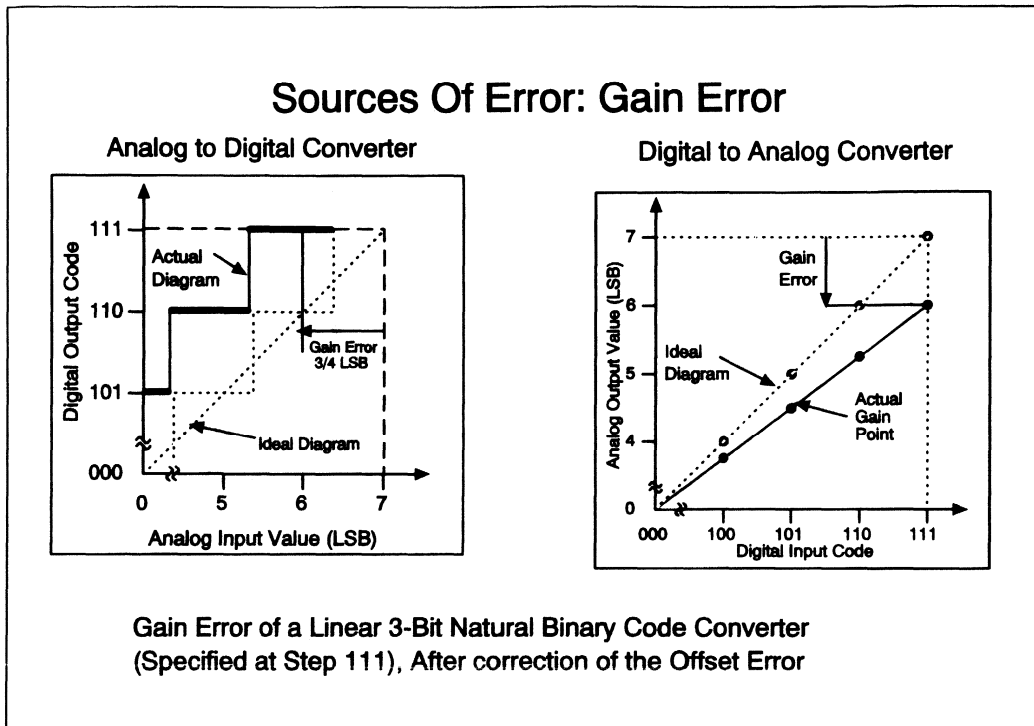 Sources Of Error: Gain Error
Analog to Digital Converter
Digital Output Code
111
110
101
000
Actual
Diagram
Gain Error
3/4 LSB
Ideal Diagram
0
5
6
7
Analog Input Value (LSB)
Digital to Analog Converter
Analog Output Value (LSB)
7
6
5
4
0
Gain
Error
Ideal
Diagram
Actual
Gain
Point
000
100
101
110
111
Digital Input Code
Gain Error of a Linear 3-Bit Natural Binary Code Converter
(Specified at Step 111), After correction of the Offset Error